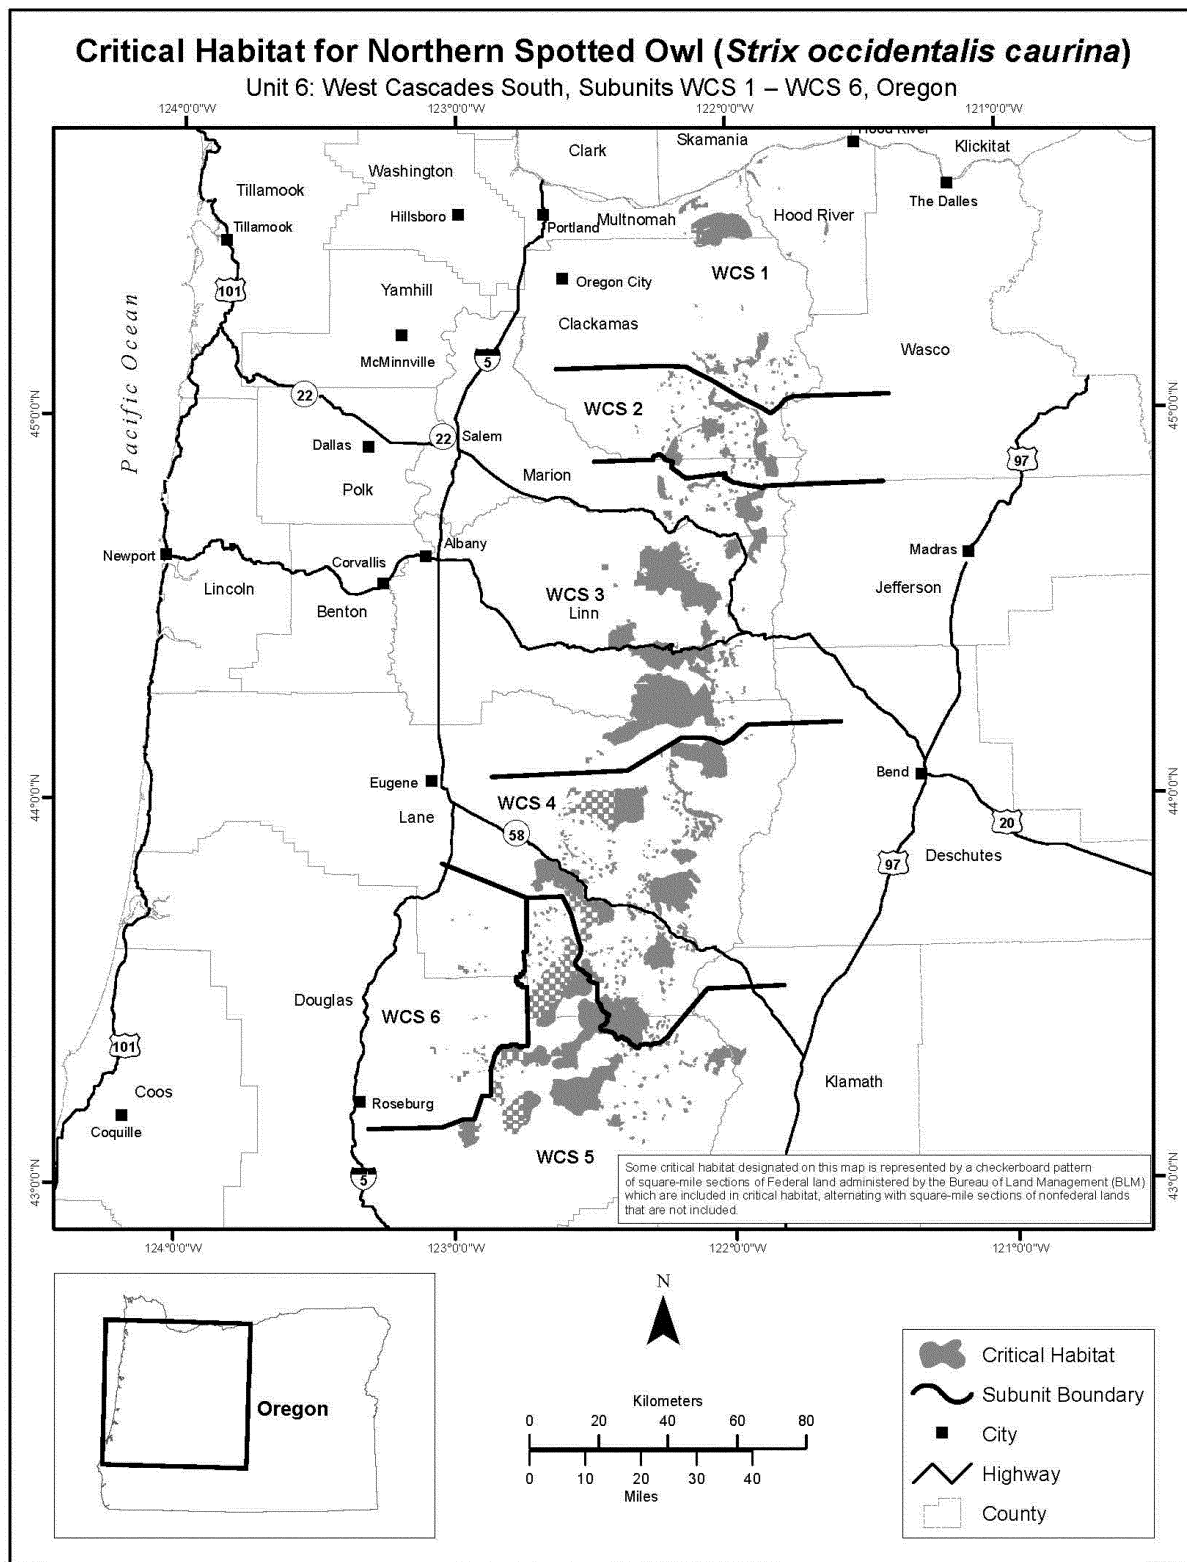 Critical Habitat for Northern Spotted Owl (Strix occidentalis caurina)
Unit 6: West Cascades South, Subunits WCS 1 – WCS 6, Oregon
124°0'0"W
123°0'0"W
122°0'0"W
121°0'0"W
Hood River
Skamania
Klickitat
Clark
Washington
Tillamook
The Dalles
Hillsboro
Portland
Multnomah
Hood River
Tillamook
WCS 1
Oregon City
101
Yamhill
Clackamas
Wasco
McMinnville
5
Pacific Ocean
22
WCS 2
45°0'0"N
45°0'0"N
22
Salem
Dallas
97
Marion
Polk
Albany
Newport
Corvallis
Madras
Lincoln
Jefferson
WCS 3
Benton
Linn
Bend
Eugene
44°0'0"N
44°0'0"N
WCS 4
Lane
58
20
97
Deschutes
Douglas
WCS 6
101
Coos
Klamath
Roseburg
Coquille
WCS 5
5
43°0'0"N
43°0'0"N
Some critical habitat designated on this map is represented by a checkerboard pattern
of square-mile sections of Federal land administered by the Bureau of Land Management (BLM)
which are included in critical habitat, alternating with square-mile sections of nonfederal lands
that are not included.
124°0'0"W
123°0'0"W
122°0'0"W
121°0'0"W
Oregon
N
Kilometers
0 20 40 60 80
0 10 20 30 40
Miles
Critical Habitat
Subunit Boundary
City
Highway
County